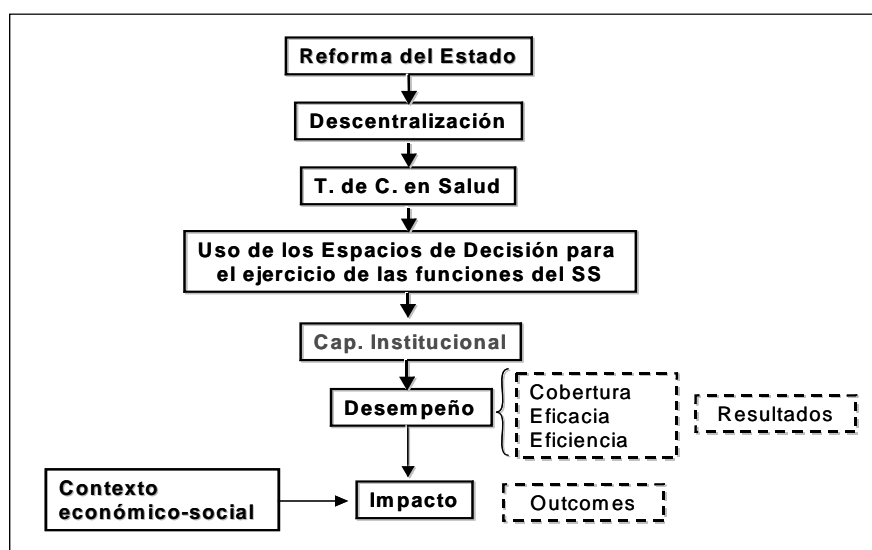 Reforma del Estado
Descentralización
T. de C. en Salud
Uso de los Espacios de Decisión para
el ejercicio de las funciones del SS
Cap. Institucional
Desempeño
Cobertura
Eficacia
Eficiencia
Resultados
Contexto
económico-social
Impacto
Outcomes